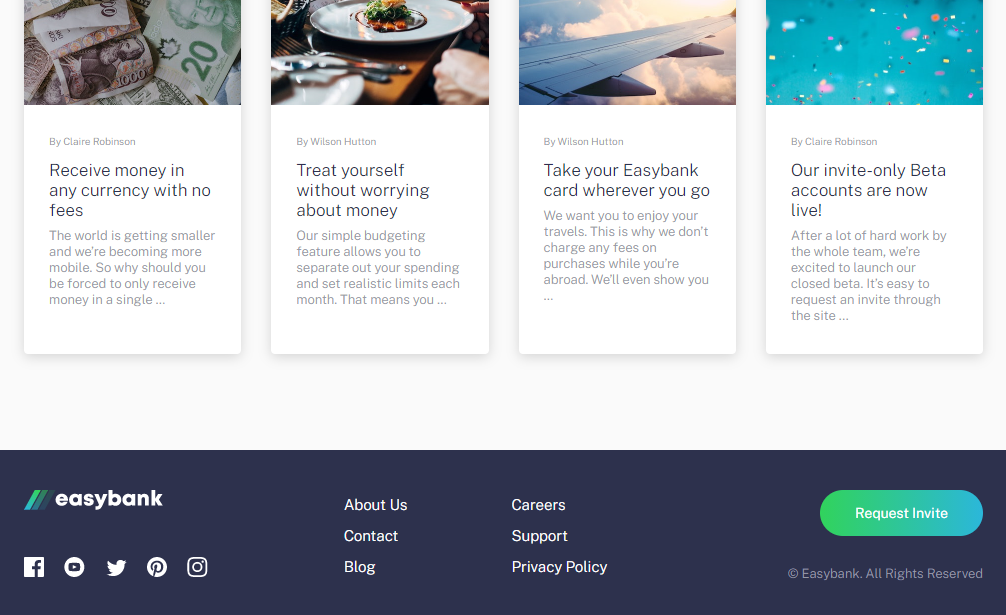 20
1000
By Claire Robinson
Receive money in
any currency with no
fees
The world is getting smaller
and we're becoming more
mobile. So why should you
be forced to only receive
money in a single ...
By Wilson Hutton
Treat yourself
without worrying
about money
Our simple budgeting
feature allows you to
separate out your spending
and set realistic limits each
month. That means you ...
By Wilson Hutton
Take your Easybank
card wherever you go
We want you to enjoy your
travels. This is why we don't
charge any fees on
purchases while you're
abroad. We'll even show you
...
By Claire Robinson
Our invite-only Beta
accounts are now
live!
After a lot of hard work by
the whole team, we're
excited to launch our
closed beta. It's easy to
request an invite through
the site ...
easybank
About Us
Contact
Blog
Careers
Support
Privacy Policy
Request Invite
© Easybank. All Rights Reserved